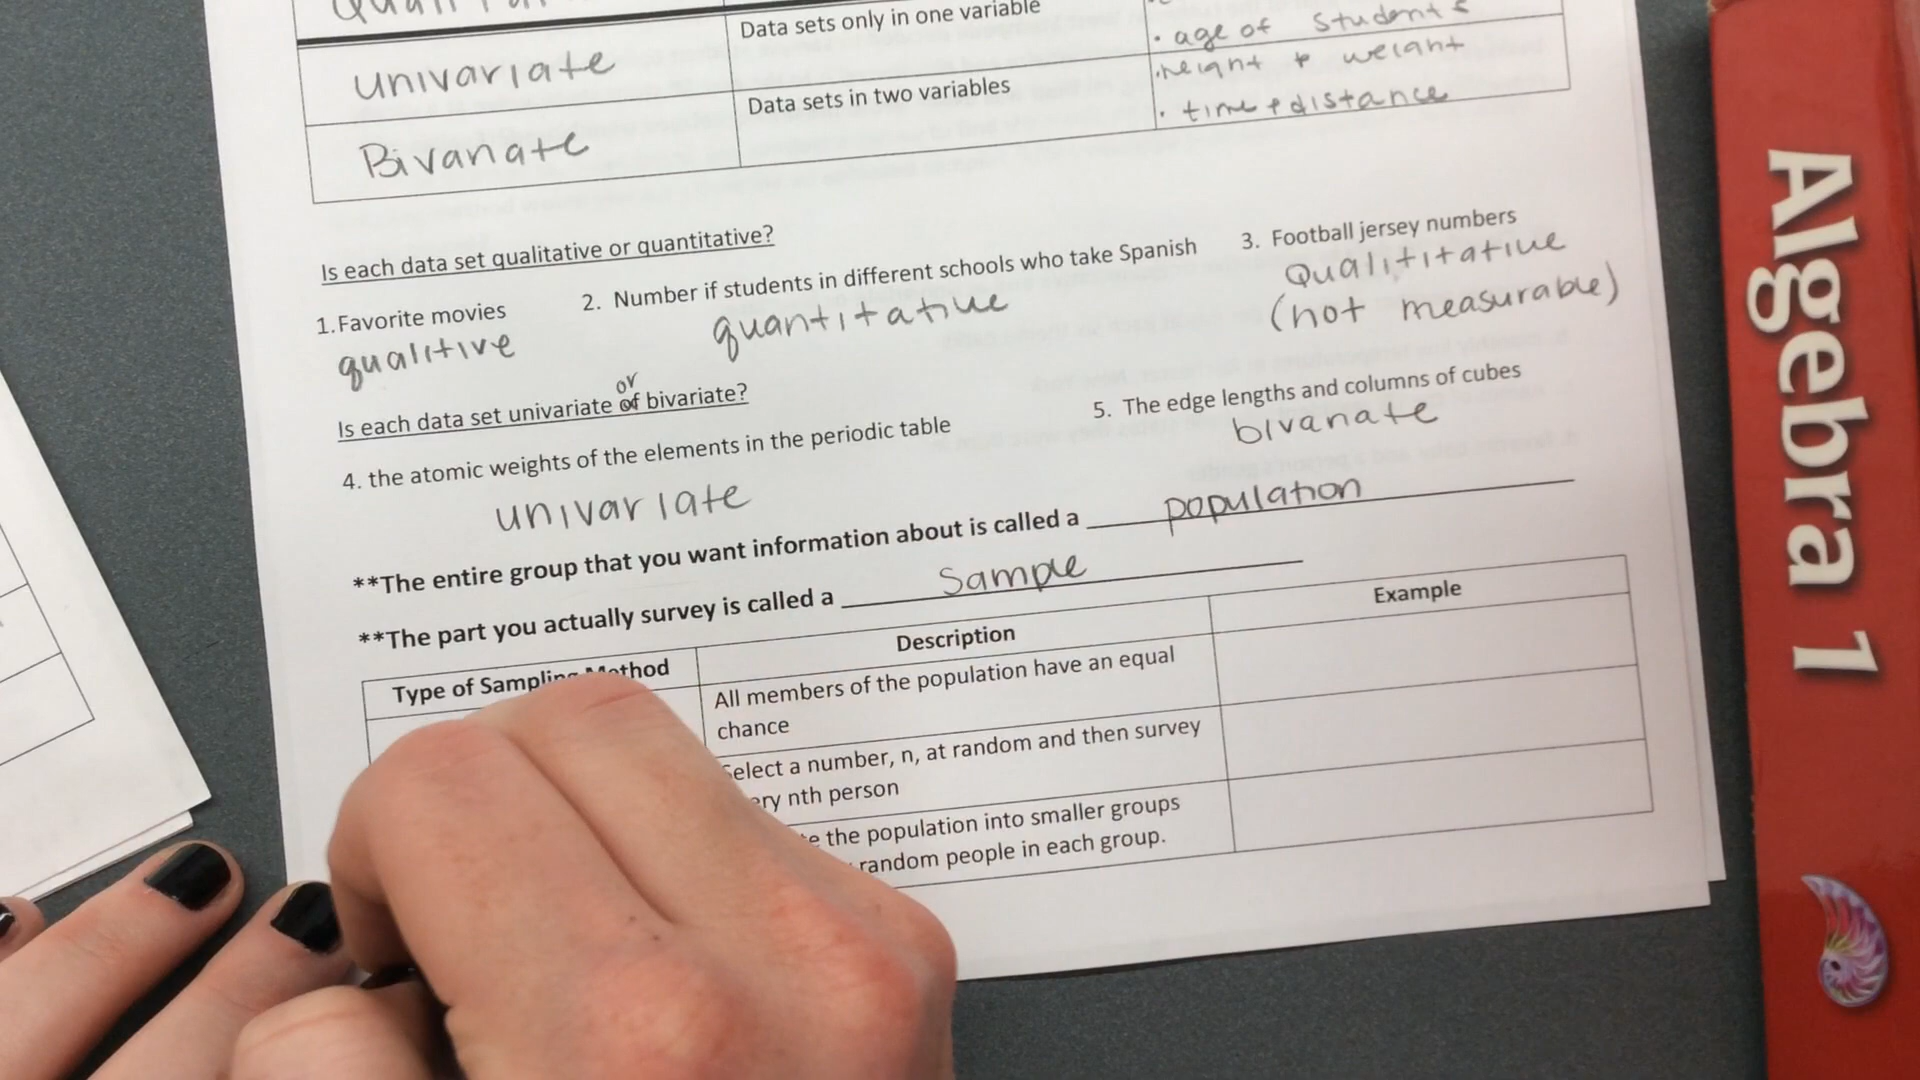 Data sets only in one variable
univariate
• age of students
• height + weight
Data sets in two variables
• time + distance
Bivariate
Is each data set qualitative or quantitative?
1. Favorite movies
qualitive
2. Number if students in different schools who take Spanish
quantitative
3. Football jersey numbers
Qualititative
(not measurable)
or
Is each data set univariate of bivariate?
4. the atomic weights of the elements in the periodic table
univariate
5. The edge lengths and columns of cubes
bivariate
**The entire group that you want information about is called a population
**The part you actually survey is called a sample
Type of Sampling Method
Description
Example
All members of the population have an equal
chance
Select a number, n, at random and then survey
nth person
the population into smaller groups
random people in each group.
Algebra 1